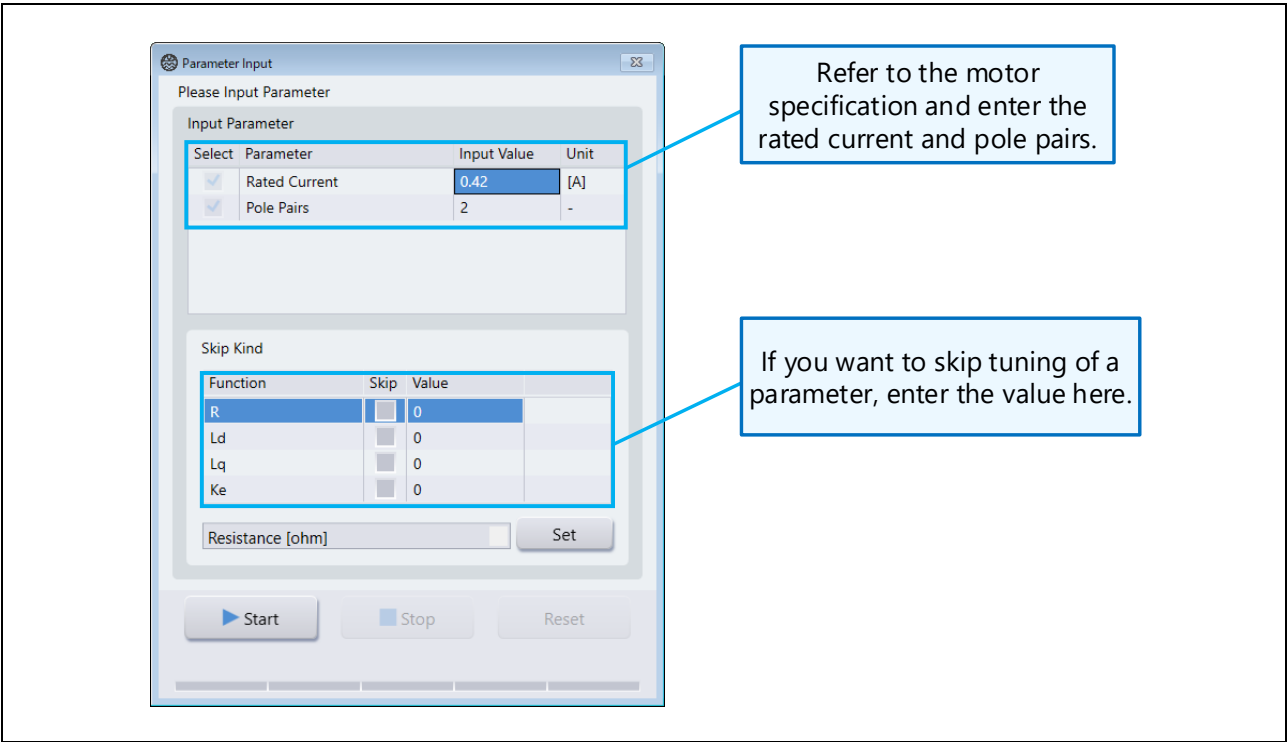 Parameter Input
Please Input Parameter
Input Parameter
Select Parameter Input Value Unit
Rated Current 0.42 [A]
Pole Pairs 2 -
Skip Kind
Function Skip Value
R 0
Ld 0
Lq 0
Ke 0
Resistance [ohm] Set
Start Stop Reset
Refer to the motor
specification and enter the
rated current and pole pairs.
If you want to skip tuning of a
parameter, enter the value here.